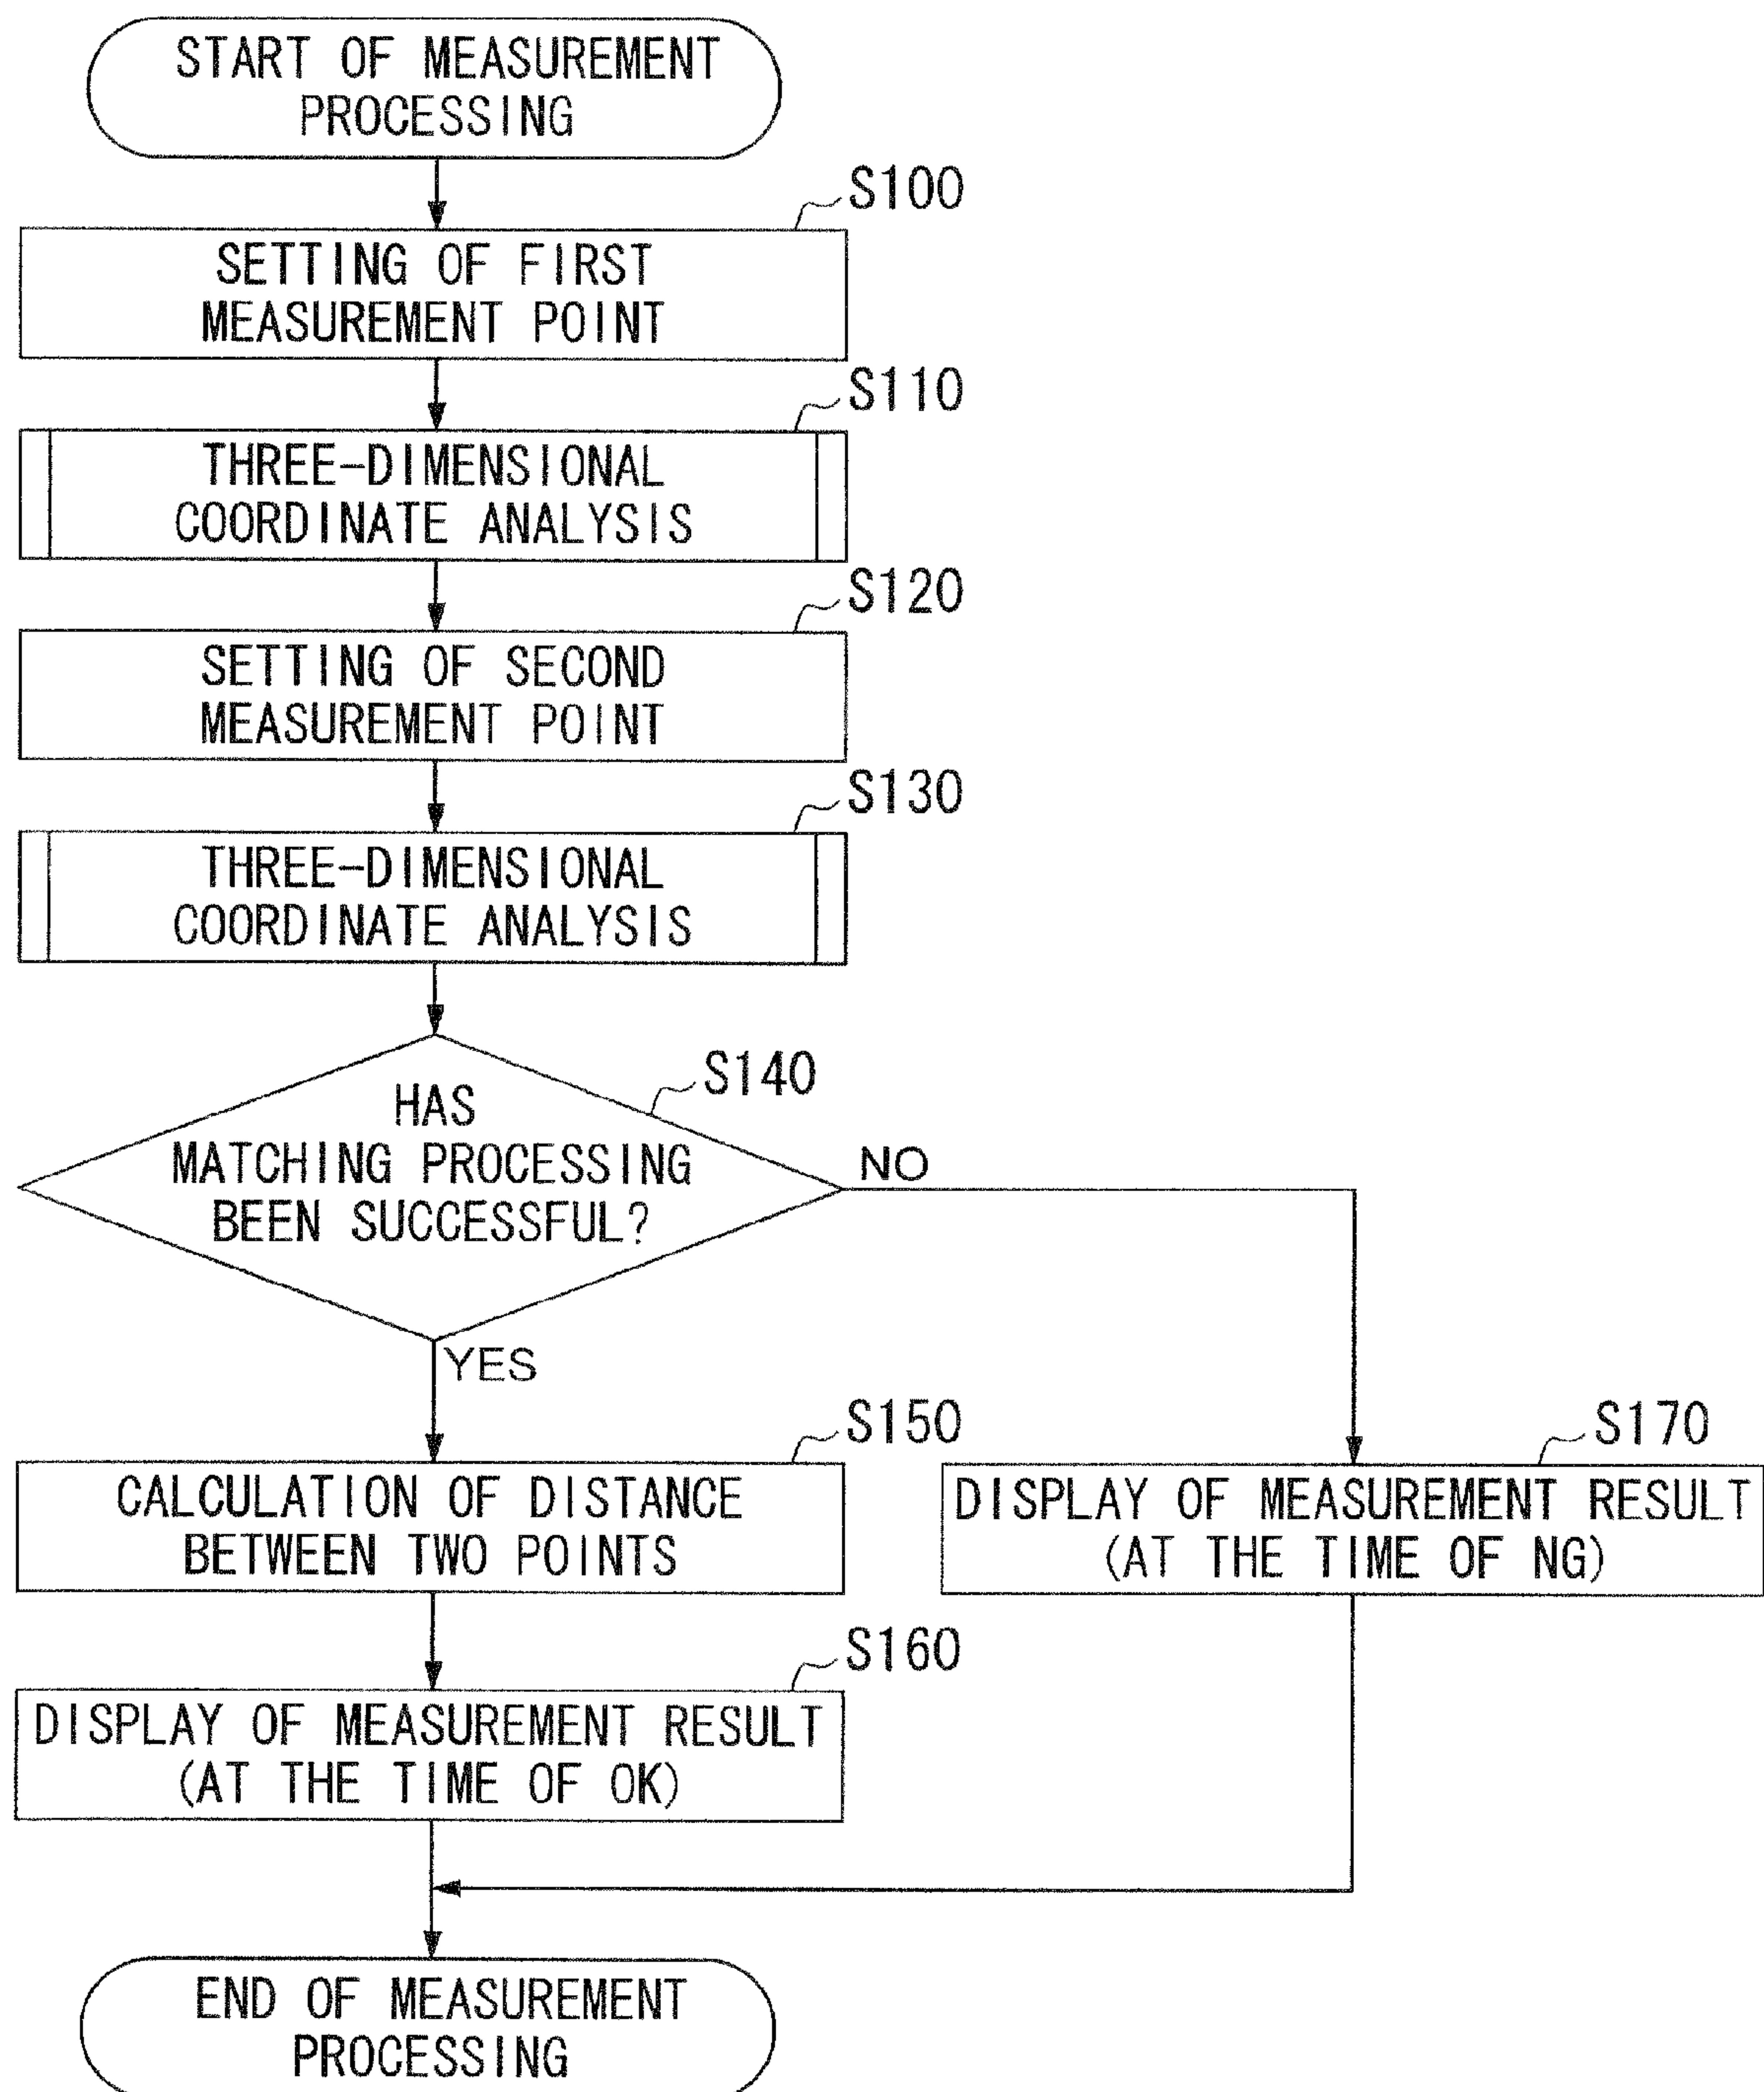 START OF MEASUREMENT
PROCESSING
S100
SETTING OF FIRST
MEASUREMENT POINT
S110
THREE-DIMENSIONAL
COORDINATE ANALYSIS
S120
SETTING OF SECOND
MEASUREMENT POINT
S130
THREE-DIMENSIONAL
COORDINATE ANALYSIS
S140
HAS
MATCHING PROCESSING
BEEN SUCCESSFUL?
NO
YES
S150
CALCULATION OF DISTANCE
BETWEEN TWO POINTS
S170
DISPLAY OF MEASUREMENT RESULT
(AT THE TIME OF NG)
S160
DISPLAY OF MEASUREMENT RESULT
(AT THE TIME OF OK)
END OF MEASUREMENT
PROCESSING